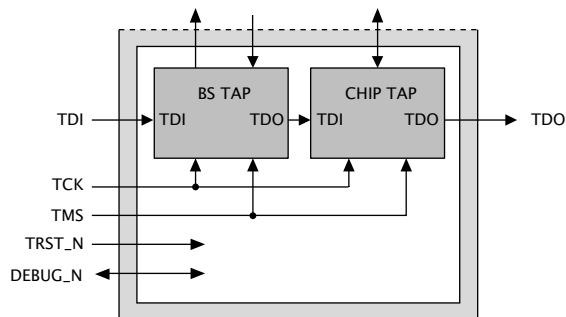 BS TAP CHIP TAP
TDI TDI TDO TDI TDO TDO
TCK
TMS
TRST_N
DEBUG_N